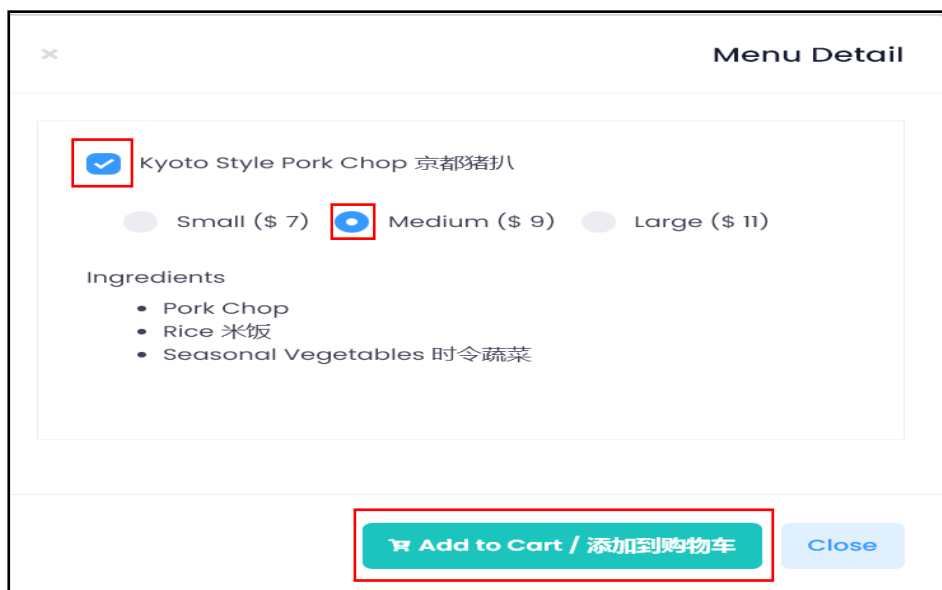 Menu Detail
Kyoto Style Pork Chop 京都猪扒
Small ($ 7) Medium ($ 9) Large ($ 11)
Ingredients
Pork Chop
Rice 米饭
Seasonal Vegetables 时令蔬菜
Add to Cart / 添加到购物车 Close